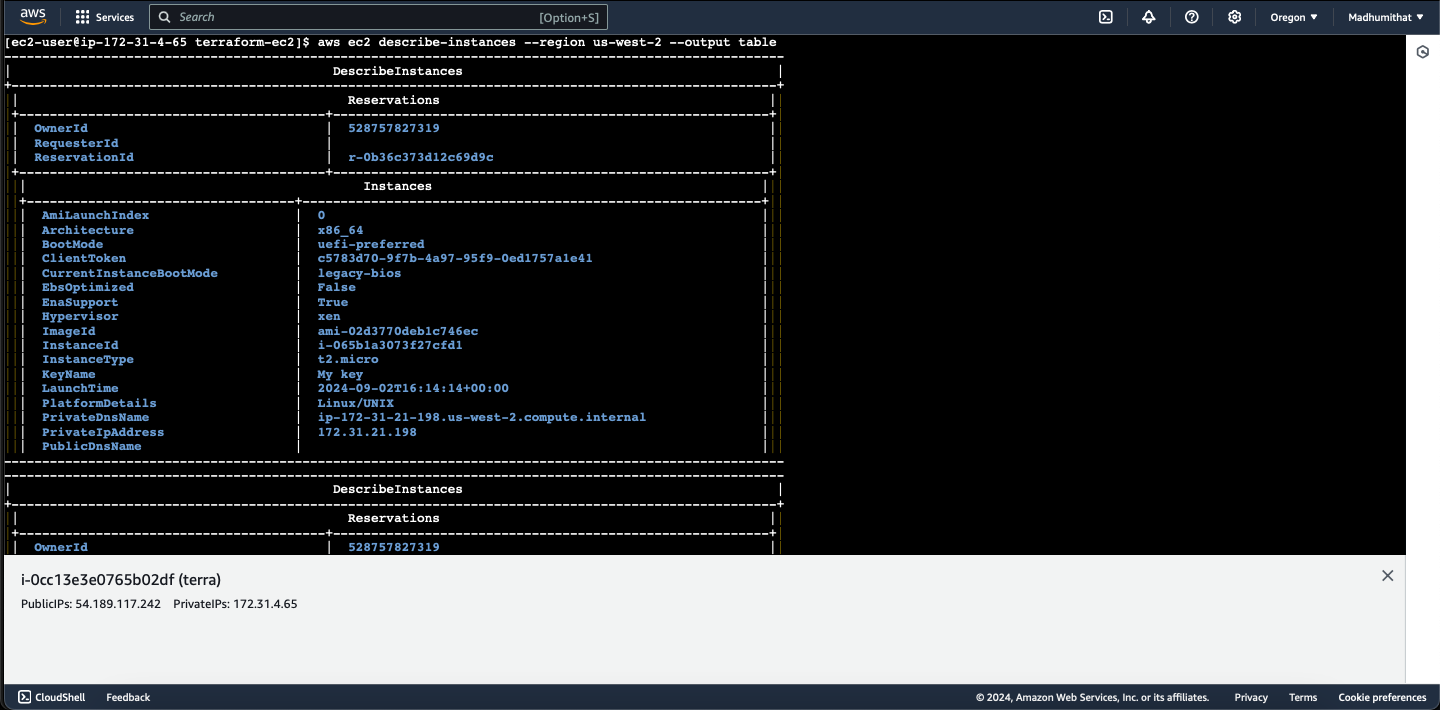 aws Services Search [Option+S] Oregon ▼ Madhumithat ▼
[ec2-user@ip-172-31-4-65 terraform-ec2]$ aws ec2 describe-instances --region us-west-2 --output table
DescribeInstances
Reservations
OwnerId | 528757827319
RequesterId |
ReservationId | r-0b36c373d12c69d9c
Instances
AmiLaunchIndex | 0
Architecture | x86_64
BootMode | uefi-preferred
ClientToken | c5783d70-9f7b-4a97-95f9-0ed1757a1e41
CurrentInstanceBootMode | legacy-bios
EbsOptimized | False
EnaSupport | True
Hypervisor | xen
ImageId | ami-02d3770deb1c746ec
InstanceId | i-065b1a3073f27cfd1
InstanceType | t2.micro
KeyName | My key
LaunchTime | 2024-09-02T16:14:14+00:00
PlatformDetails | Linux/UNIX
PrivateDnsName | ip-172-31-21-198.us-west-2.compute.internal
PrivateIpAddress | 172.31.21.198
PublicDnsName |
DescribeInstances
Reservations
OwnerId | 528757827319
i-0cc13e3e0765b02df (terra)
PublicIPs: 54.189.117.242 PrivateIPs: 172.31.4.65
CloudShell Feedback © 2024, Amazon Web Services, Inc. or its affiliates. Privacy Terms Cookie preferences